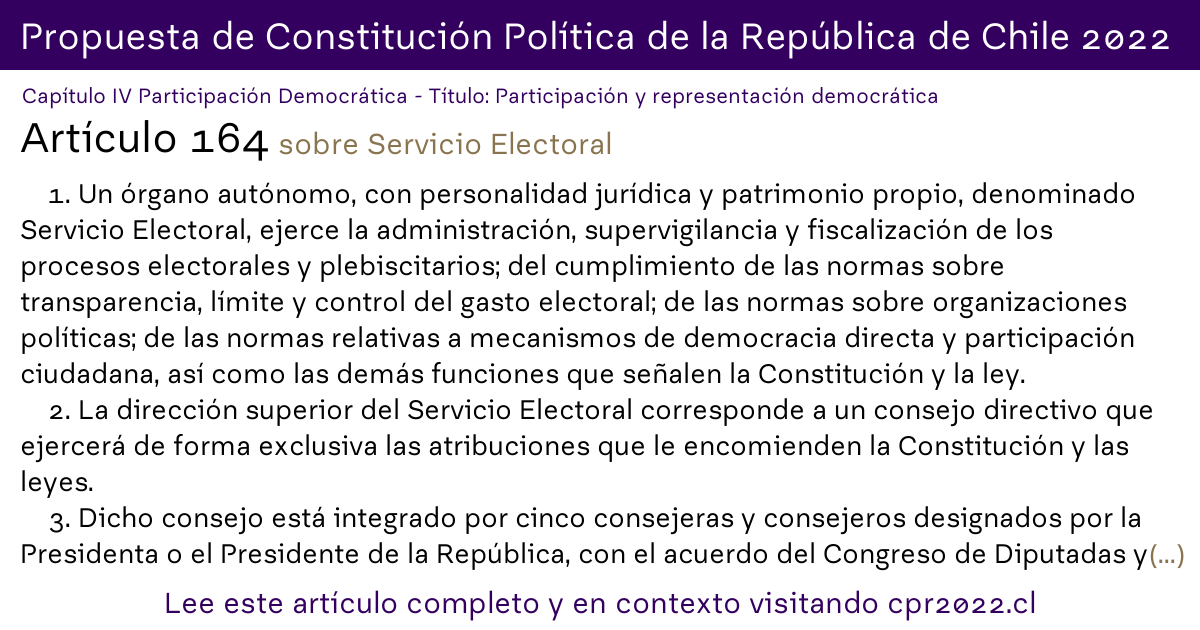 Propuesta de Constitución Política de la República de Chile 2022
Capítulo IV Participación Democrática - Título: Participación y representación democrática
Artículo 164 sobre Servicio Electoral
1. Un órgano autónomo, con personalidad jurídica y patrimonio propio, denominado
Servicio Electoral, ejerce la administración, supervigilancia y fiscalización de los
procesos electorales y plebiscitarios; del cumplimiento de las normas sobre
transparencia, límite y control del gasto electoral; de las normas sobre organizaciones
políticas; de las normas relativas a mecanismos de democracia directa y participación
ciudadana, así como las demás funciones que señalen la Constitución y la ley.
2. La dirección superior del Servicio Electoral corresponde a un consejo directivo que
ejercerá de forma exclusiva las atribuciones que le encomienden la Constitución y las
leyes.
3. Dicho consejo está integrado por cinco consejeras y consejeros designados por la
Presidenta o el Presidente de la República, con el acuerdo del Congreso de Diputadas y(...)
Lee este artículo completo y en contexto visitando cpr2022.cl